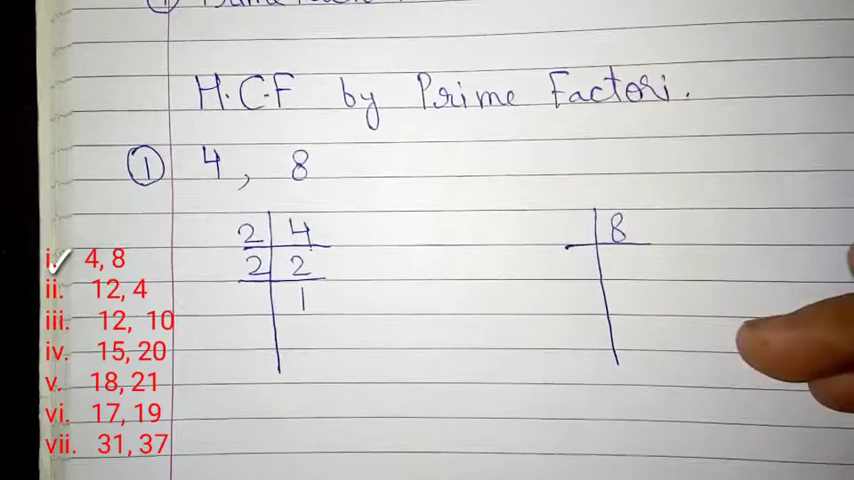 H.C.F by Prime Factori.
① 4, 8
2 4
2 2
1
8
i. 4, 8
ii. 12, 4
iii. 12, 10
iv. 15, 20
v. 18, 21
vi. 17, 19
vii. 31, 37